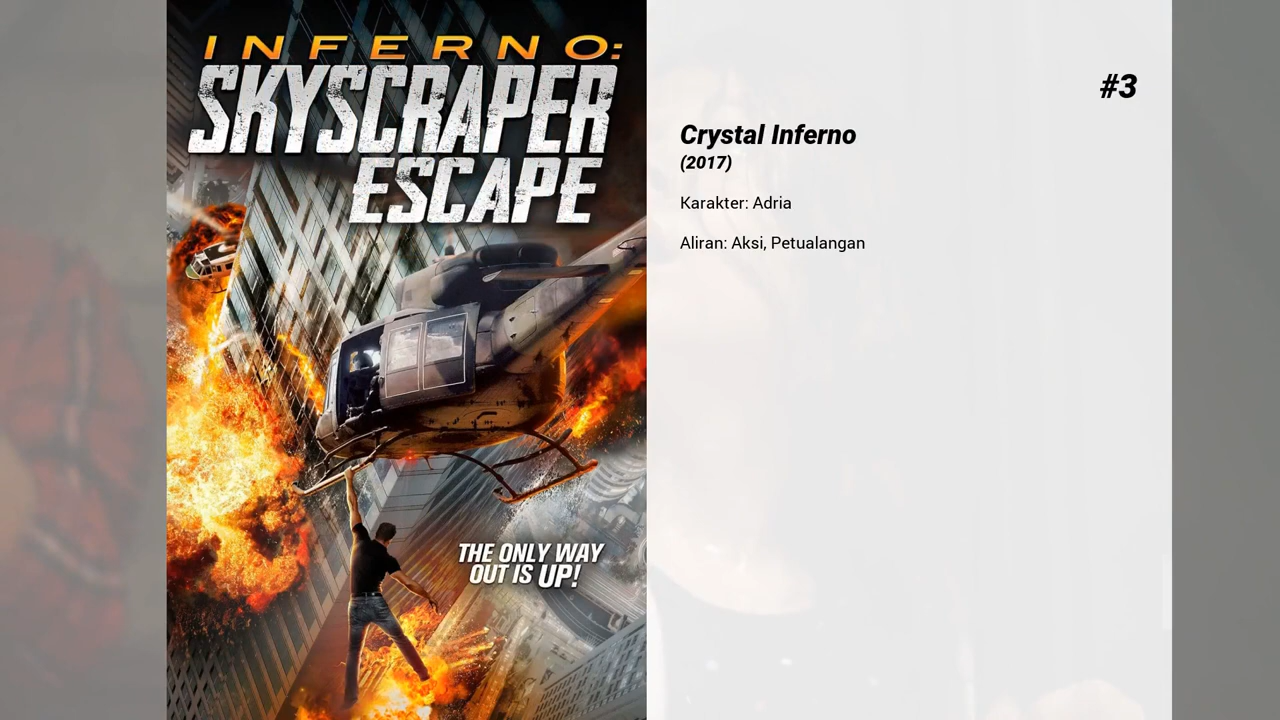 INFERNO:
SKYSCRAPER
ESCAPE
THE ONLY WAY
OUT IS UP!
#3
Crystal Inferno
(2017)
Karakter: Adria
Aliran: Aksi, Petualangan